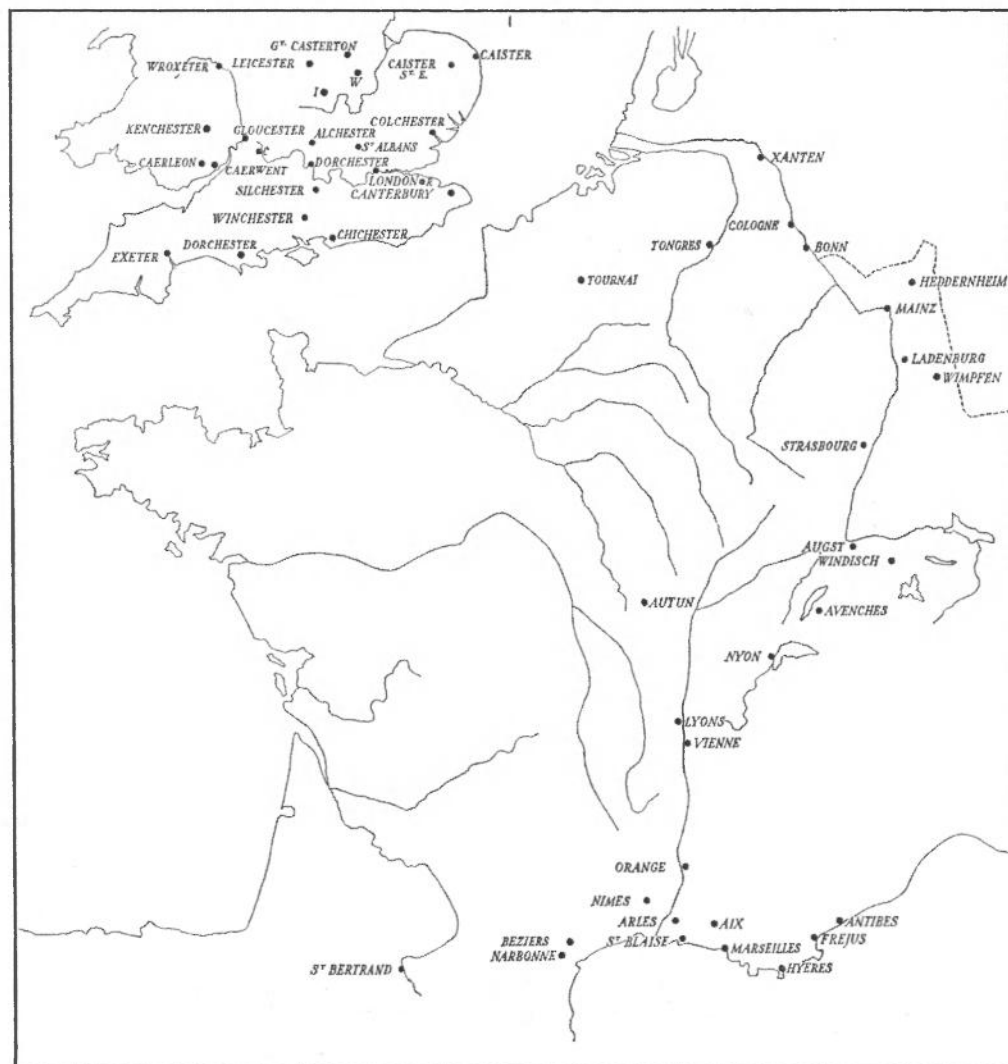 Gᵗ. CASTERTON
WROXETER
LEICESTER
CAISTER
Sᵗ. E.
CAISTER
W
I
KENCHESTER
GLOUCESTER
ALCHESTER
COLCHESTER
Sᵗ ALBANS
C
CAERLEON
CAERWENT
DORCHESTER
LONDON
R
SILCHESTER
CANTERBURY
WINCHESTER
CHICHESTER
EXETER
DORCHESTER
XANTEN
COLOGNE
TONGRES
BONN
TOURNAI
HEDDERNHEIM
MAINZ
LADENBURG
WIMPFEN
STRASBOURG
AUGST
WINDISCH
AUTUN
AVENCHES
NYON
LYONS
VIENNE
ORANGE
NIMES
ARLES
AIX
ANTIBES
Sᵀ BLAISE
FREJUS
BEZIERS
NARBONNE
MARSEILLES
HYERES
Sᵀ BERTRAND